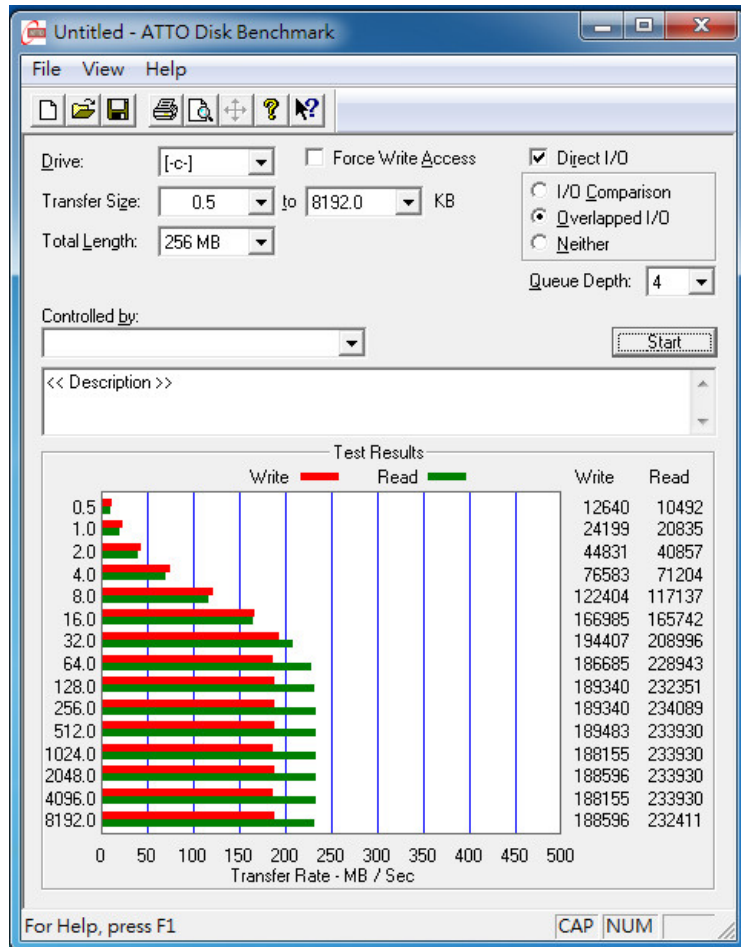 Untitled - ATTO Disk Benchmark
File View Help
Drive: [-c-] Force Write Access Direct I/O
Transfer Size: 0.5 to 8192.0 KB I/O Comparison
Overlapped I/O
Total Length: 256 MB Neither
Queue Depth: 4
Controlled by:
Start
<< Description >>
Test Results
Write Read Write Read
0.5 12640 10492
1.0 24199 20835
2.0 44831 40857
4.0 76583 71204
8.0 122404 117137
16.0 166985 165742
32.0 194407 208996
64.0 186685 228943
128.0 189340 232351
256.0 189340 234089
512.0 189483 233930
1024.0 188155 233930
2048.0 188596 233930
4096.0 188155 233930
8192.0 188596 232411
0 50 100 150 200 250 300 350 400 450 500
Transfer Rate - MB / Sec
For Help, press F1 CAP NUM